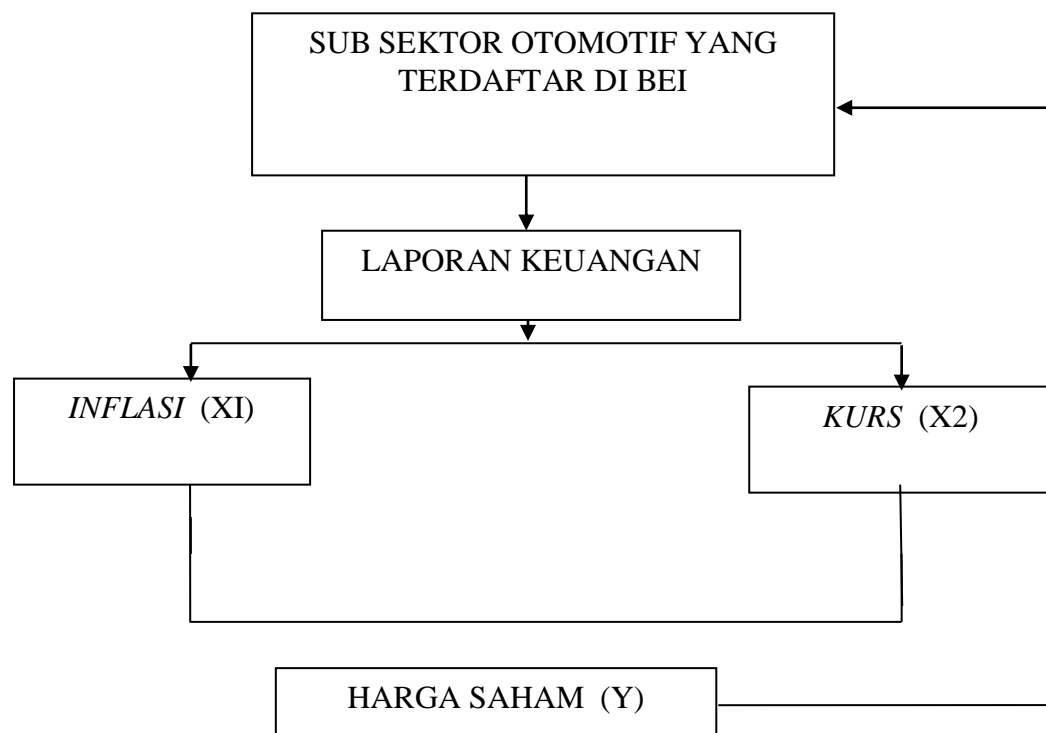 SUB SEKTOR OTOMOTIF YANG
TERDAFTAR DI BEI
LAPORAN KEUANGAN
INFLASI (XI)
KURS (X2)
HARGA SAHAM (Y)